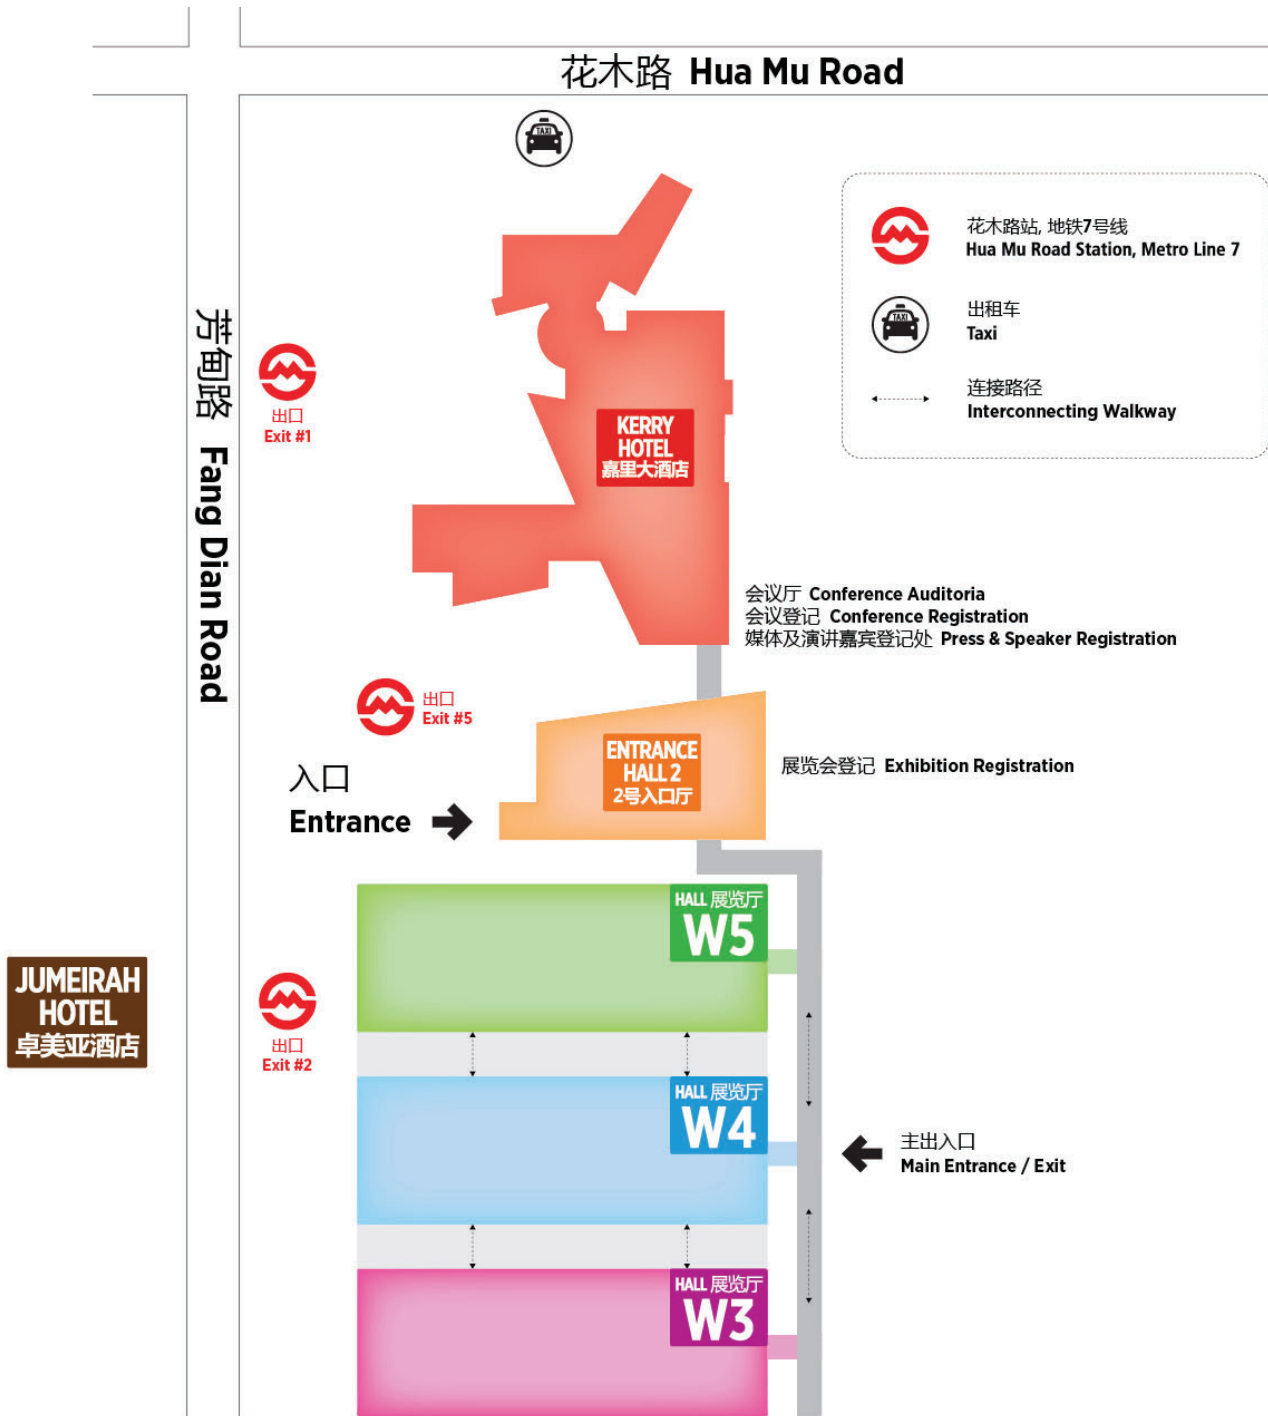 花木路 Hua Mu Road
TAXI
花木路站, 地铁7号线
Hua Mu Road Station, Metro Line 7
TAXI
出租车
Taxi
连接路径
Interconnecting Walkway
芳甸路 Fang Dian Road
出口
Exit #1
KERRY
HOTEL
嘉里大酒店
会议厅 Conference Auditoria
会议登记 Conference Registration
媒体及演讲嘉宾登记处 Press & Speaker Registration
出口
Exit #5
ENTRANCE
HALL 2
2号入口厅
展览会登记 Exhibition Registration
入口
Entrance
HALL 展览厅
W5
JUMEIRAH
HOTEL
卓美亚酒店
出口
Exit #2
HALL 展览厅
W4
主出入口
Main Entrance / Exit
HALL 展览厅
W3